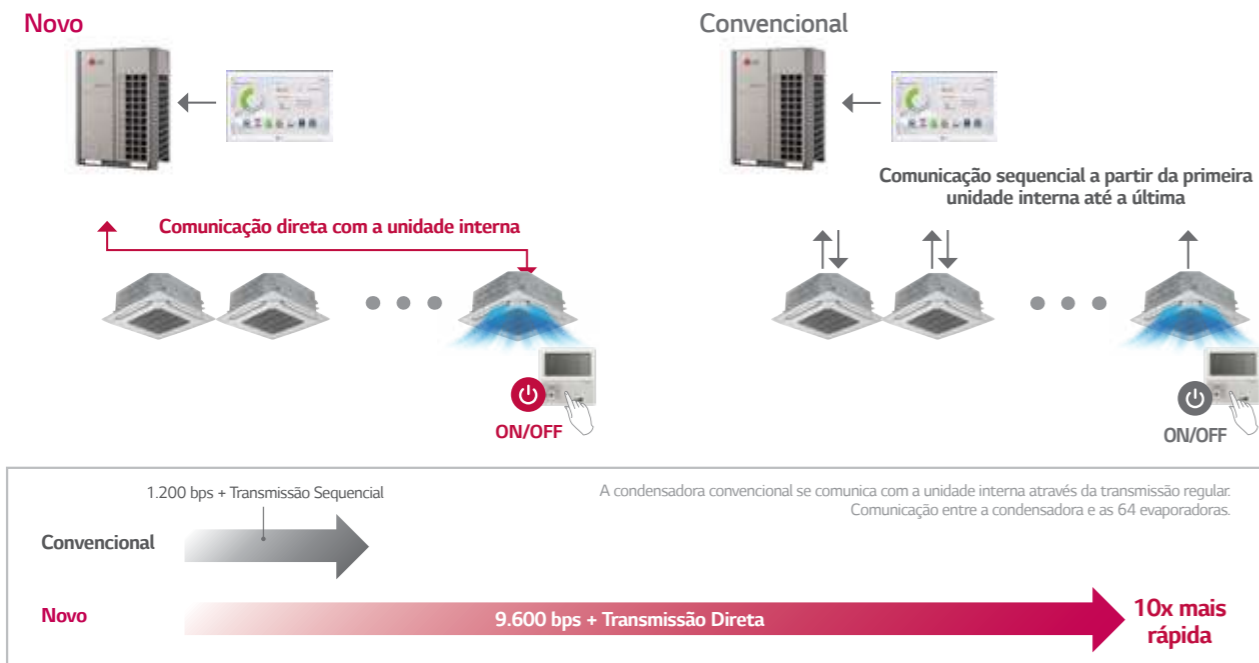 Novo
Convencional
Comunicação sequencial a partir da primeira
unidade interna até a última
Comunicação direta com a unidade interna
ON/OFF
ON/OFF
1.200 bps + Transmissão Sequencial
A condensadora convencional se comunica com a unidade interna através da transmissão regular.
Comunicação entre a condensadora e as 64 evaporadoras.
Convencional
Novo
9.600 bps + Transmissão Direta
10x mais
rápida